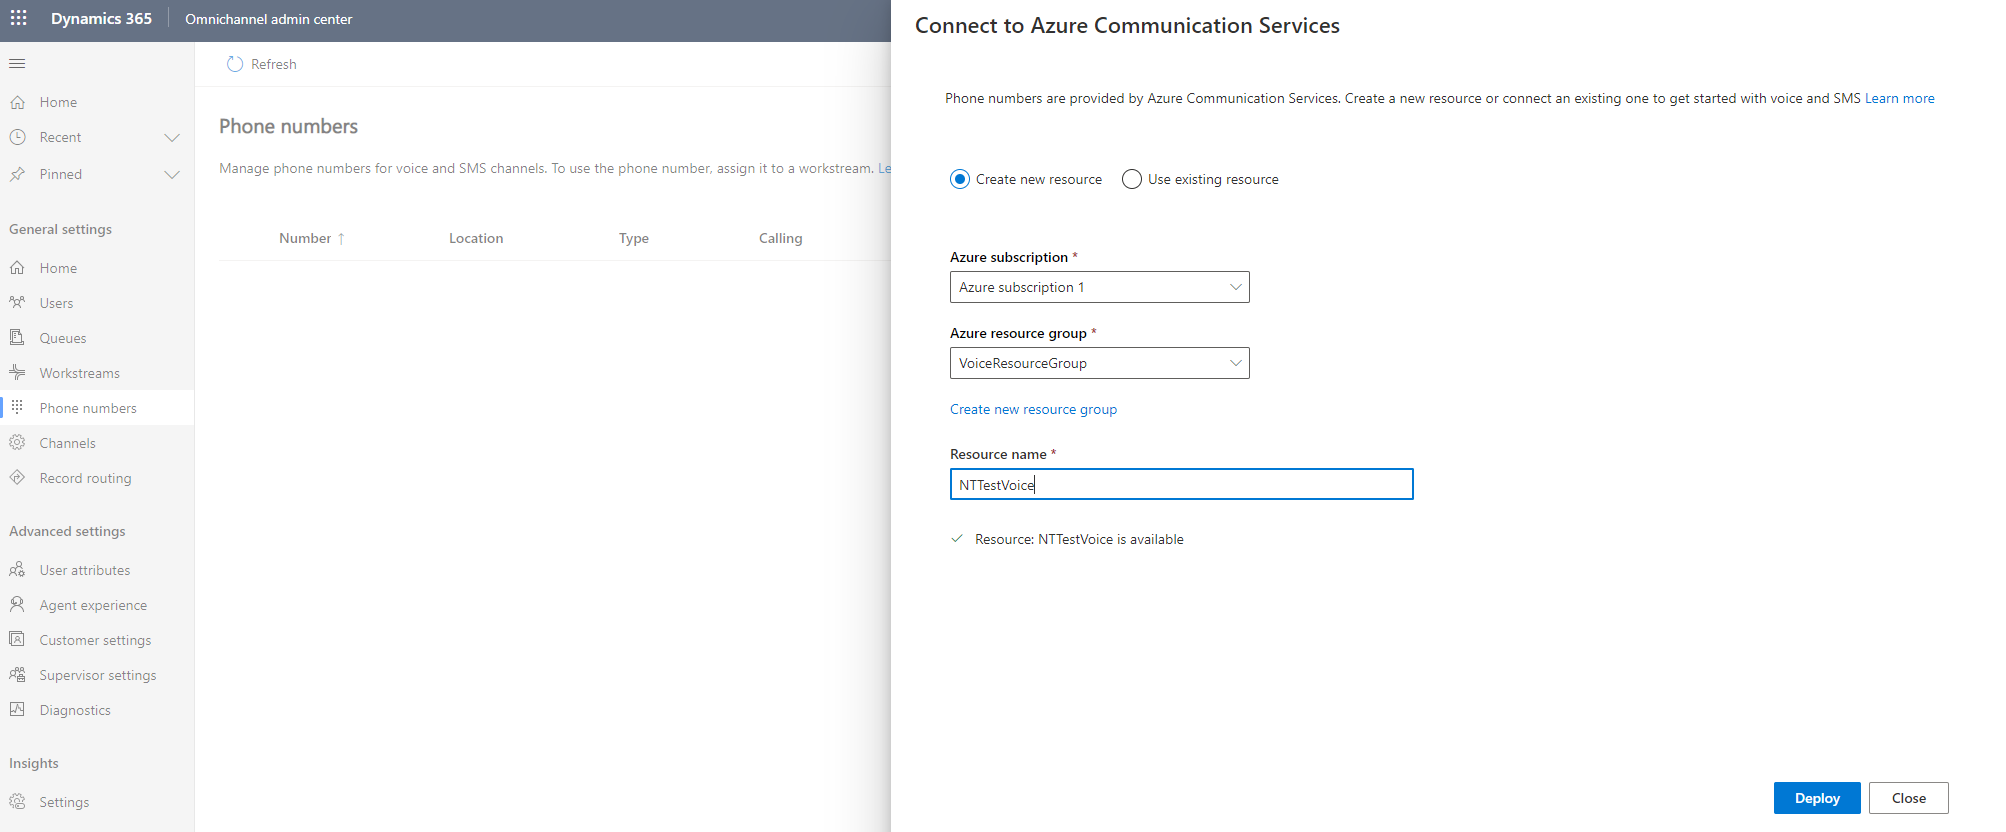 Dynamics 365
Omnichannel admin center
Refresh
Home
Recent
Pinned
General settings
Home
Users
Queues
Workstreams
Phone numbers
Channels
Record routing
Advanced settings
User attributes
Agent experience
Customer settings
Supervisor settings
Diagnostics
Insights
Settings
Phone numbers
Manage phone numbers for voice and SMS channels. To use the phone number, assign it to a workstream. Le
Number ↑ Location Type Calling
Connect to Azure Communication Services
Phone numbers are provided by Azure Communication Services. Create a new resource or connect an existing one to get started with voice and SMS Learn more
Create new resource Use existing resource
Azure subscription *
Azure subscription 1
Azure resource group *
VoiceResourceGroup
Create new resource group
Resource name *
NTTestVoice
Resource: NTTestVoice is available
Deploy Close